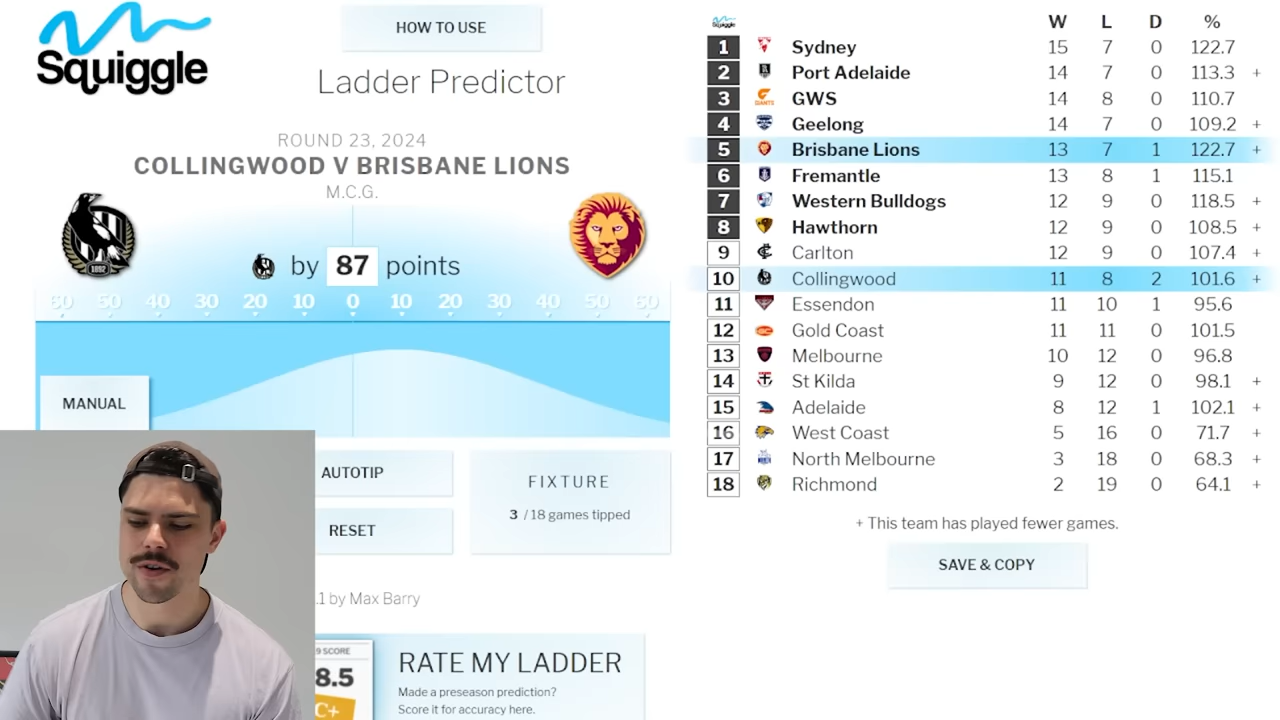 Squiggle
HOW TO USE
Ladder Predictor
ROUND 23, 2024
COLLINGWOOD V BRISBANE LIONS
M.C.G.
1892
by 87 points
60 50 40 30 20 10 0 10 20 30 40 50 60
MANUAL
AUTOTIP
RESET
FIXTURE
3 / 18 games tipped
.1 by Max Barry
9 SCORE
8.5
C+
RATE MY LADDER
Made a preseason prediction?
Score it for accuracy here.
Squiggle W L D %
1 Sydney 15 7 0 122.7
2 Port Adelaide 14 7 0 113.3 +
3 GIANTS GWS 14 8 0 110.7
4 Geelong 14 7 0 109.2 +
5 Brisbane Lions 13 7 1 122.7 +
6 Fremantle 13 8 1 115.1
7 Western Bulldogs 12 9 0 118.5 +
8 Hawthorn 12 9 0 108.5 +
9 Carlton 12 9 0 107.4 +
10 Collingwood 11 8 2 101.6 +
11 Essendon 11 10 1 95.6
12 Gold Coast 11 11 0 101.5
13 Melbourne 10 12 0 96.8
14 St Kilda 9 12 0 98.1 +
15 Adelaide 8 12 1 102.1 +
16 West Coast 5 16 0 71.7 +
17 North Melbourne 3 18 0 68.3 +
18 Richmond 2 19 0 64.1 +
+ This team has played fewer games.
SAVE & COPY